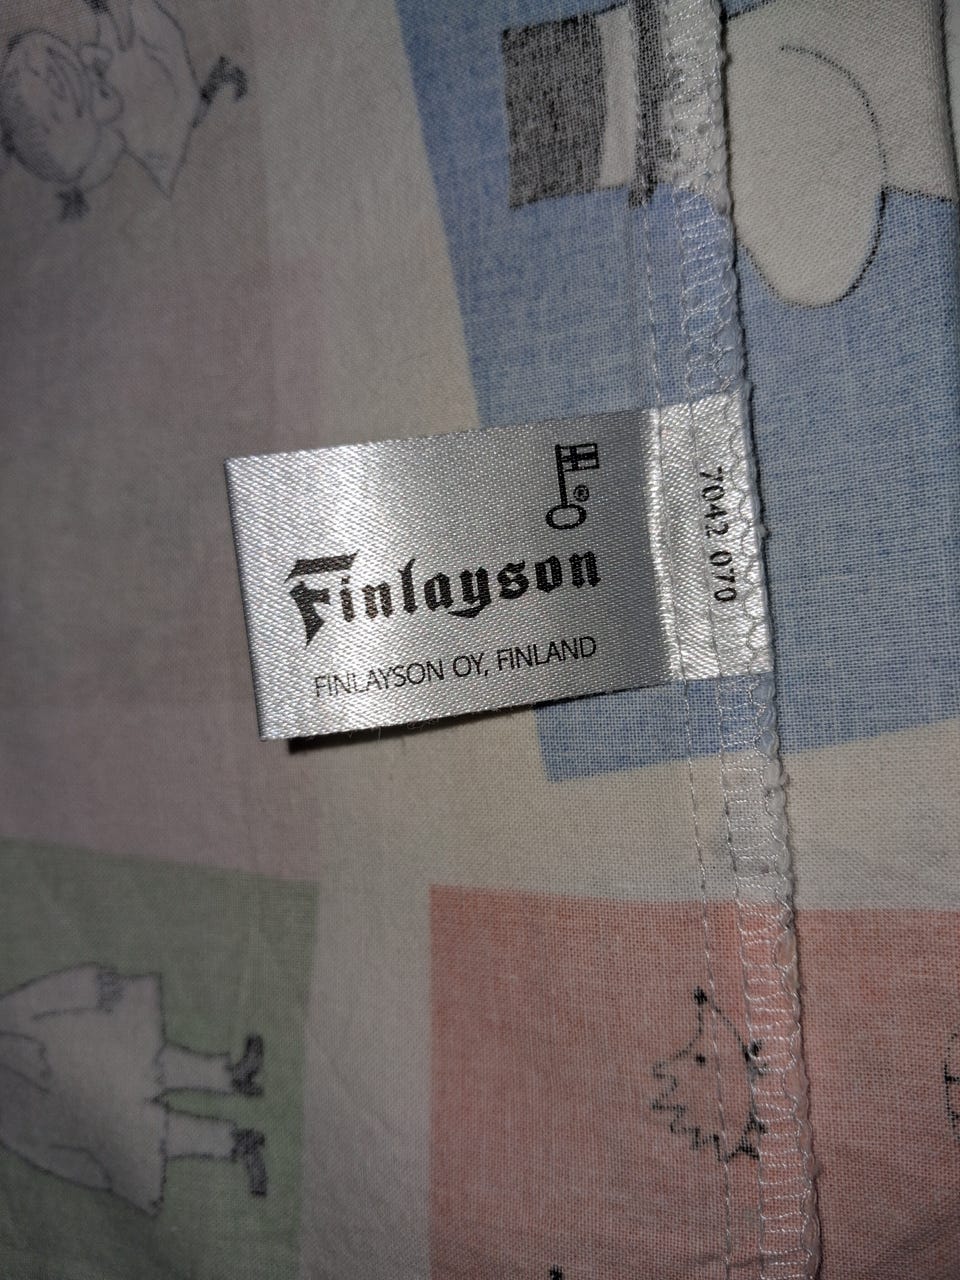 ®
Finlayson
FINLAYSON OY, FINLAND
7042 070